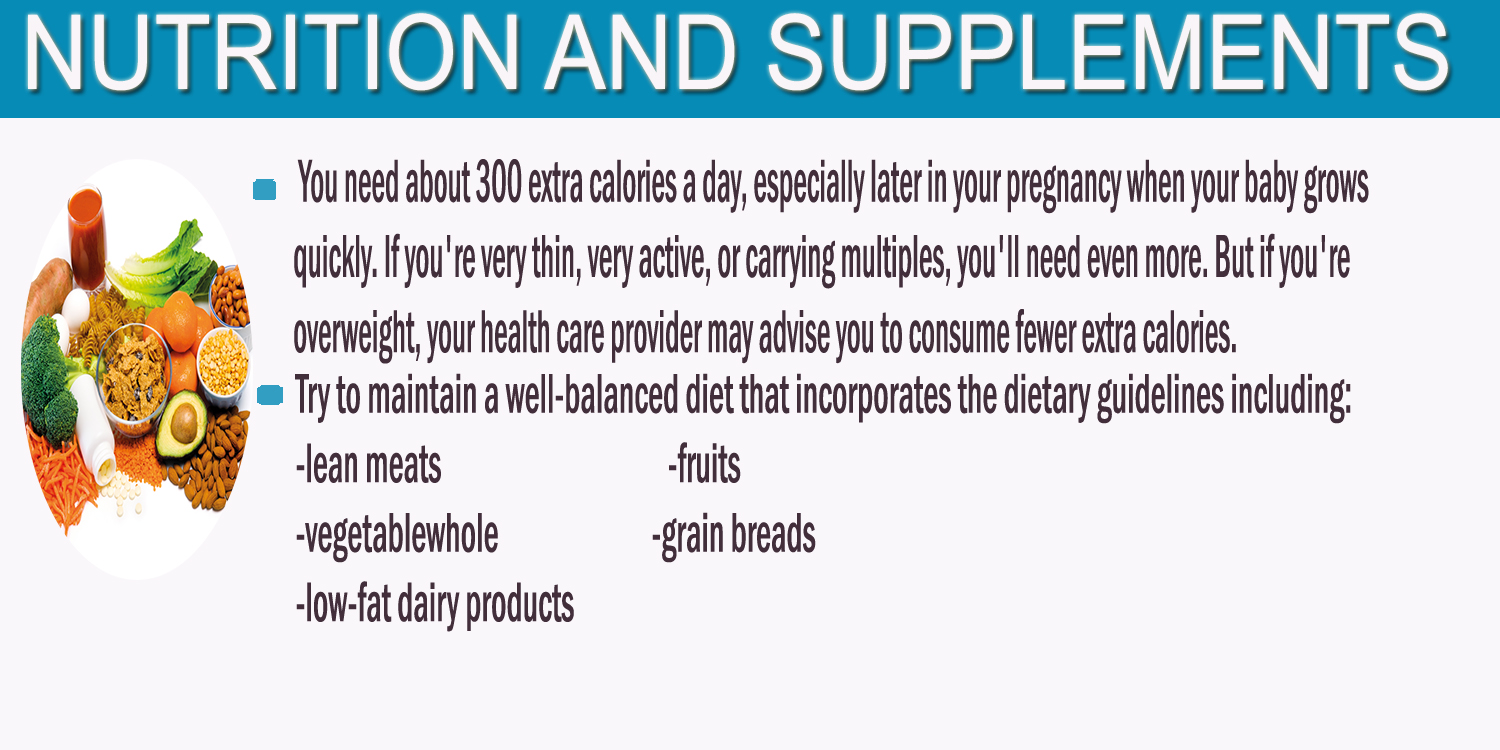 NUTRITION AND SUPPLEMENTS
You need about 300 extra calories a day, especially later in your pregnancy when your baby grows
quickly. If you're very thin, very active, or carrying multiples, you'll need even more. But if you're
overweight, your health care provider may advise you to consume fewer extra calories.
Try to maintain a well-balanced diet that incorporates the dietary guidelines including:
-lean meats -fruits
-vegetablewhole -grain breads
-low-fat dairy products